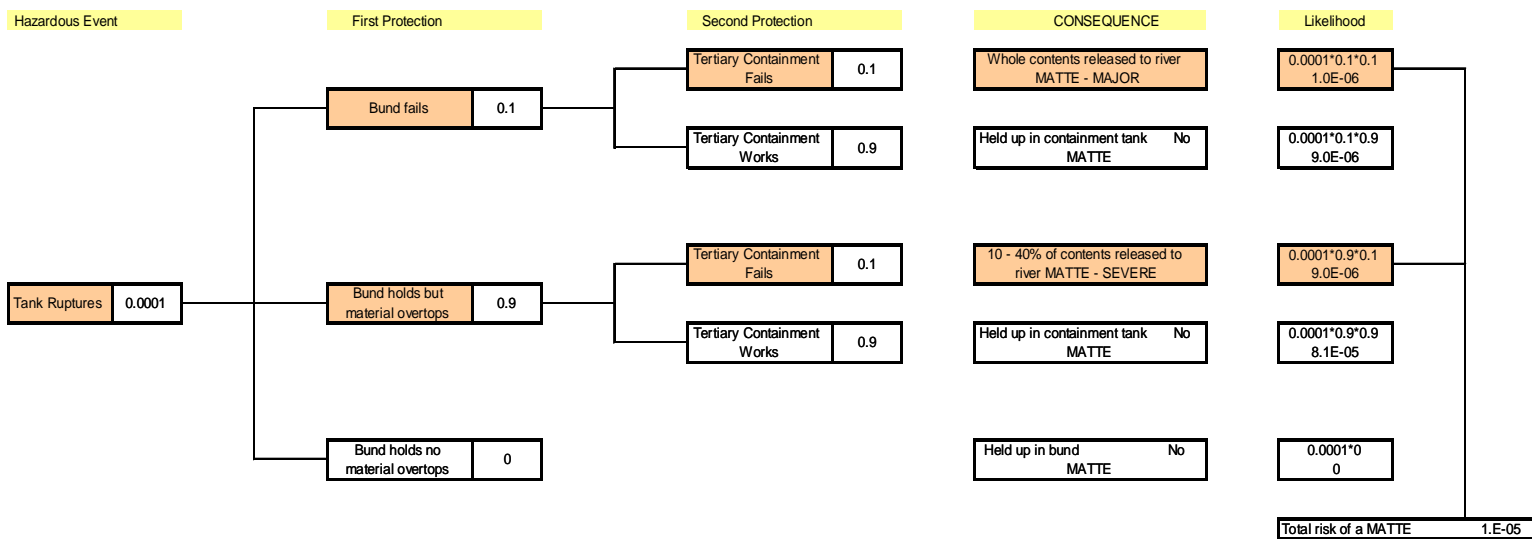 Hazardous Event
First Protection
Second Protection
CONSEQUENCE
Likelihood
Tertiary Containment
Fails
0.1
Whole contents released to river
MATTE - MAJOR
0.0001*0.1*0.1
1.0E-06
Bund fails
0.1
Tertiary Containment
Works
0.9
Held up in containment tank No
MATTE
0.0001*0.1*0.9
9.0E-06
Tertiary Containment
Fails
0.1
10 - 40% of contents released to
river MATTE - SEVERE
0.0001*0.9*0.1
9.0E-06
Tank Ruptures
0.0001
Bund holds but
material overtops
0.9
Tertiary Containment
Works
0.9
Held up in containment tank No
MATTE
0.0001*0.9*0.9
8.1E-05
Bund holds no
material overtops
0
Held up in bund No
MATTE
0.0001*0
0
Total risk of a MATTE 1.E-05